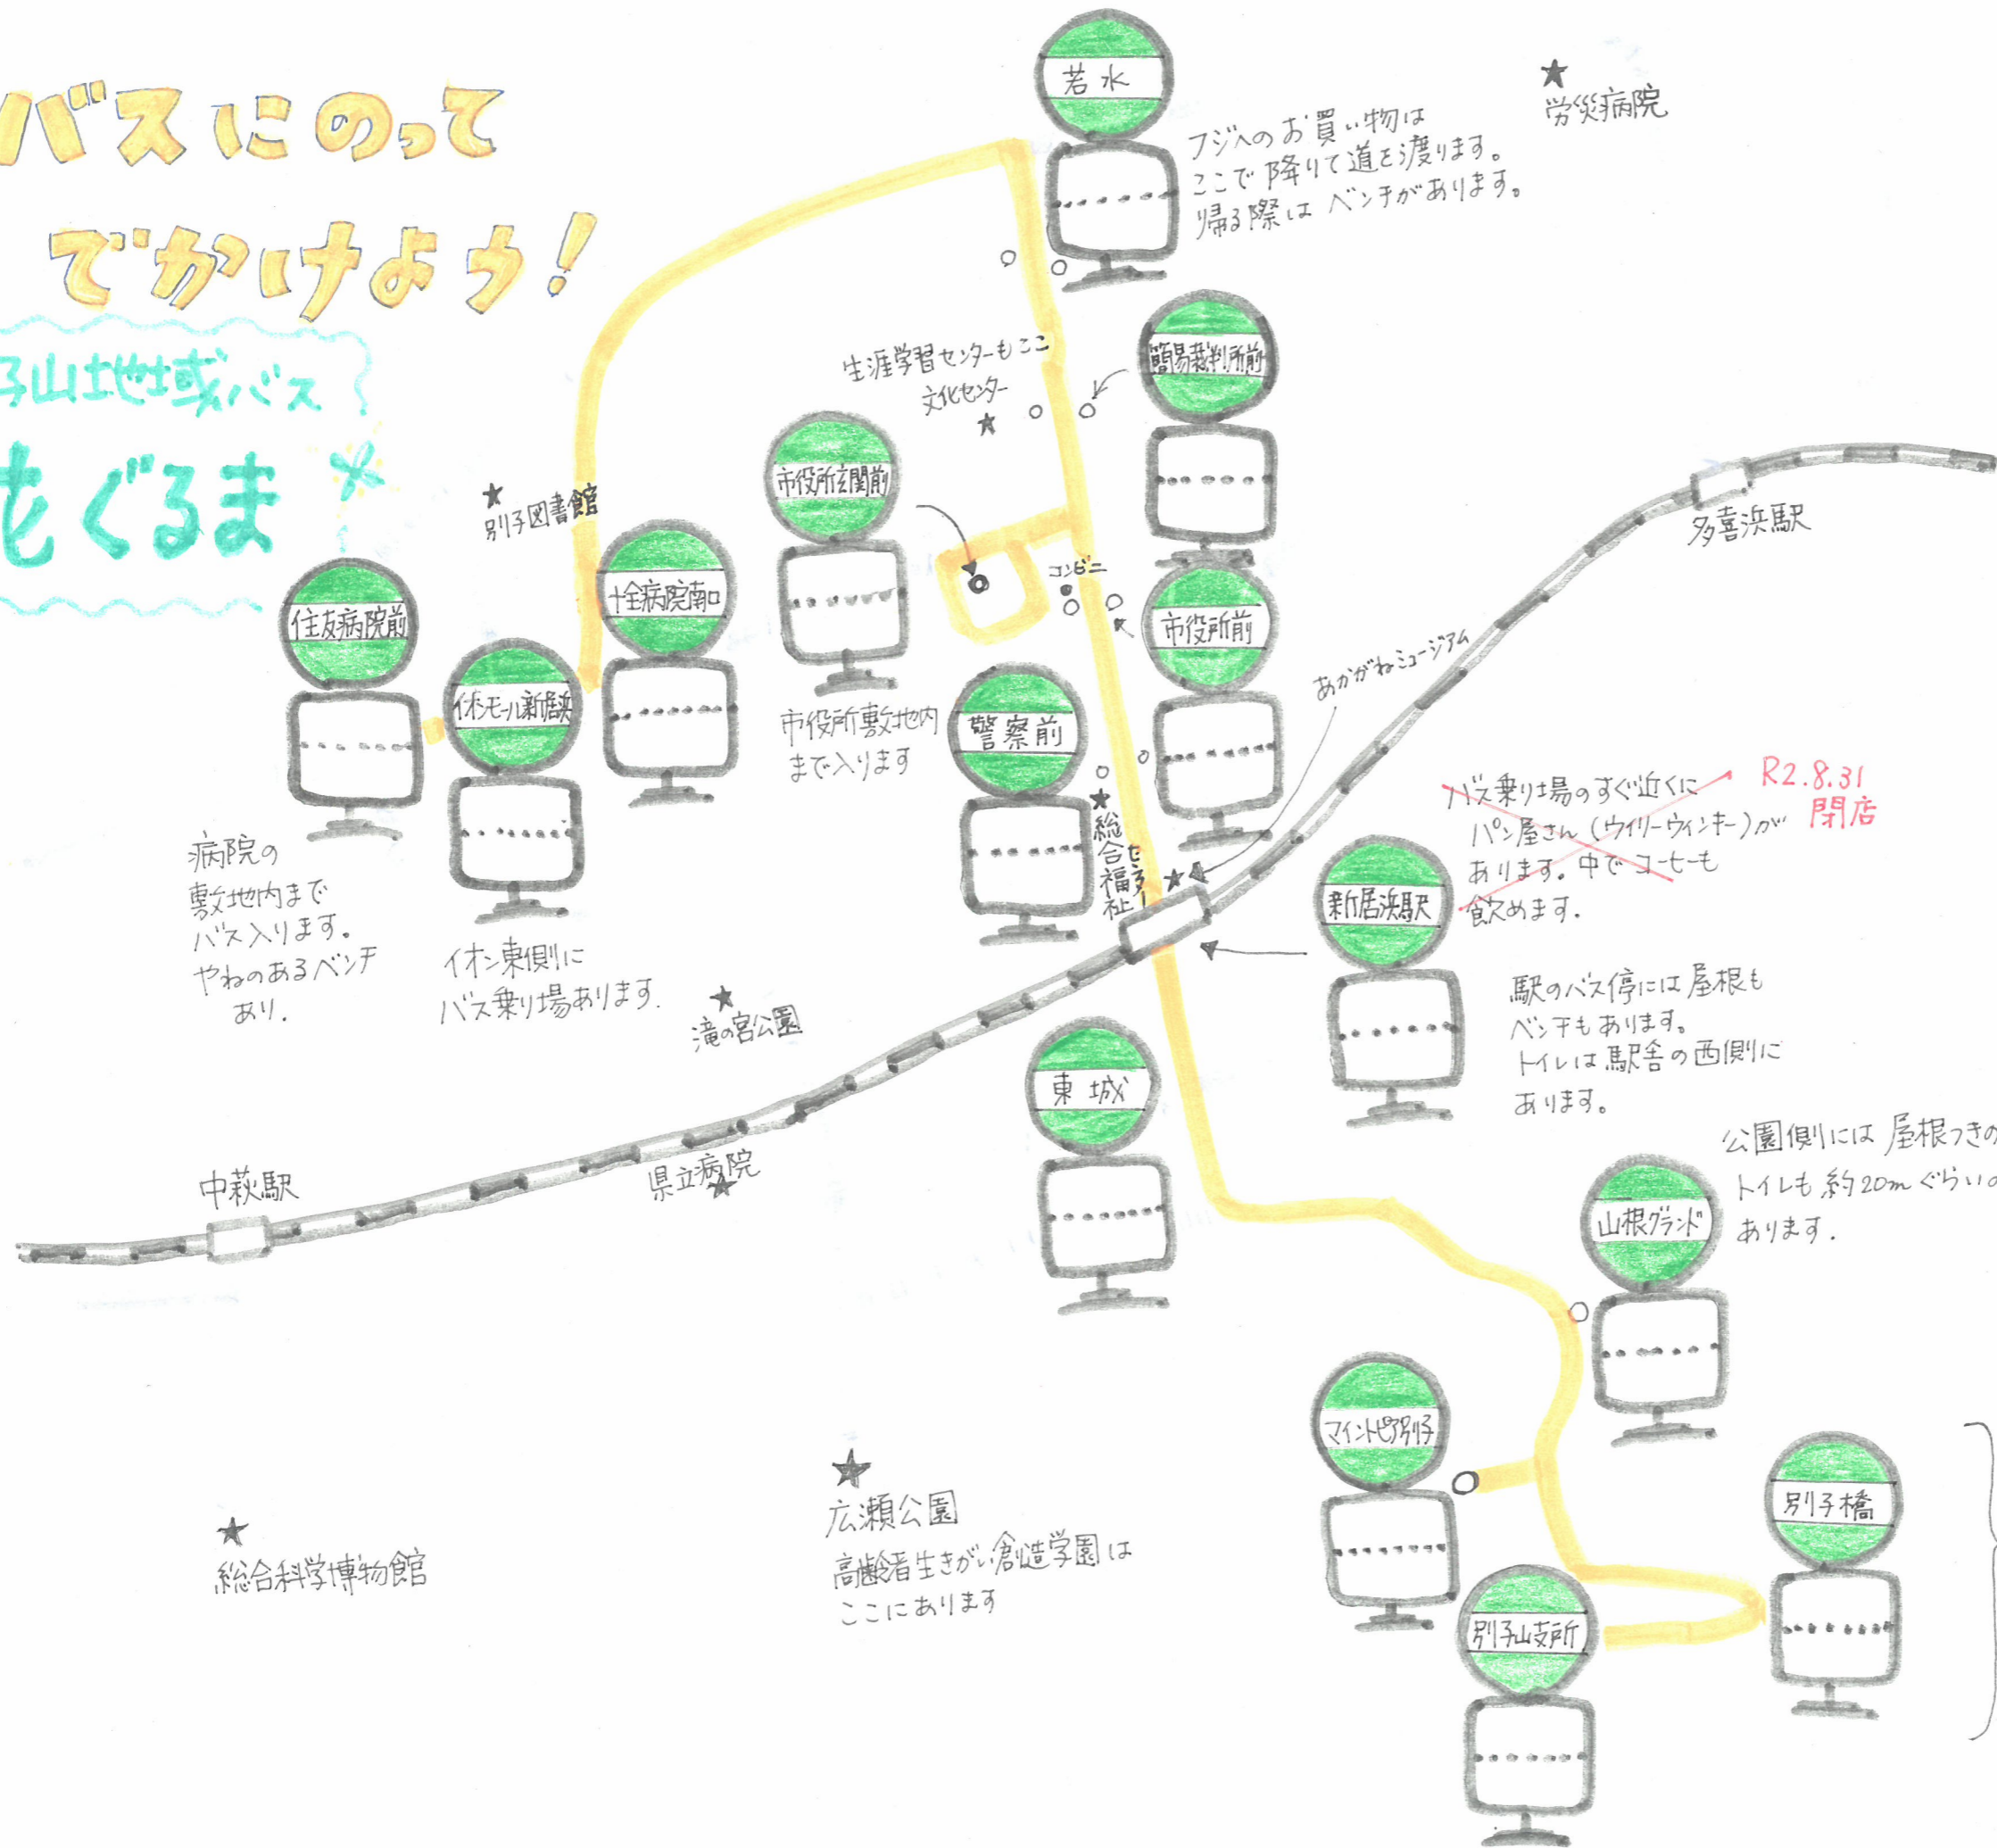 バスにのって
でかけよう!
子山地域バス
もぐるま
若水
フジへのお買い物は
ここで降りて道を渡ります。
帰る際はベンチがあります。
★
労災病院
簡易裁判所前
生涯学習センターもここ
文化センター
★
市役所玄関前
市役所敷地内
まで入ります
★
別子図書館
十全病院南口
住友病院前
病院の
敷地内まで
バス入ります。
やねのあるベンチ
あり.
イオンモール新居浜
イオン東側に
バス乗り場あります.
コンビニ
市役所前
警察前
★総合福祉
センター
あかがねミュージアム
★
多喜浜駅
バス乗り場のすぐ近くに
パン屋さん(ウイリーウィンキー)が
あります。中でコーヒーも
飲めます.
R2.8.31
閉店
新居浜駅
駅のバス停には屋根も
ベンチもあります。
トイレは駅舎の西側に
あります。
★
滝の宮公園
県立病院
★
中萩駅
東城
公園側には屋根つきの
トイレも約20mぐらいの
あります.
山根グランド
マイントピア別子
別子橋
別子山支所
★
広瀬公園
高齢者生きがい創造学園は
ここにあります
★
総合科学博物館